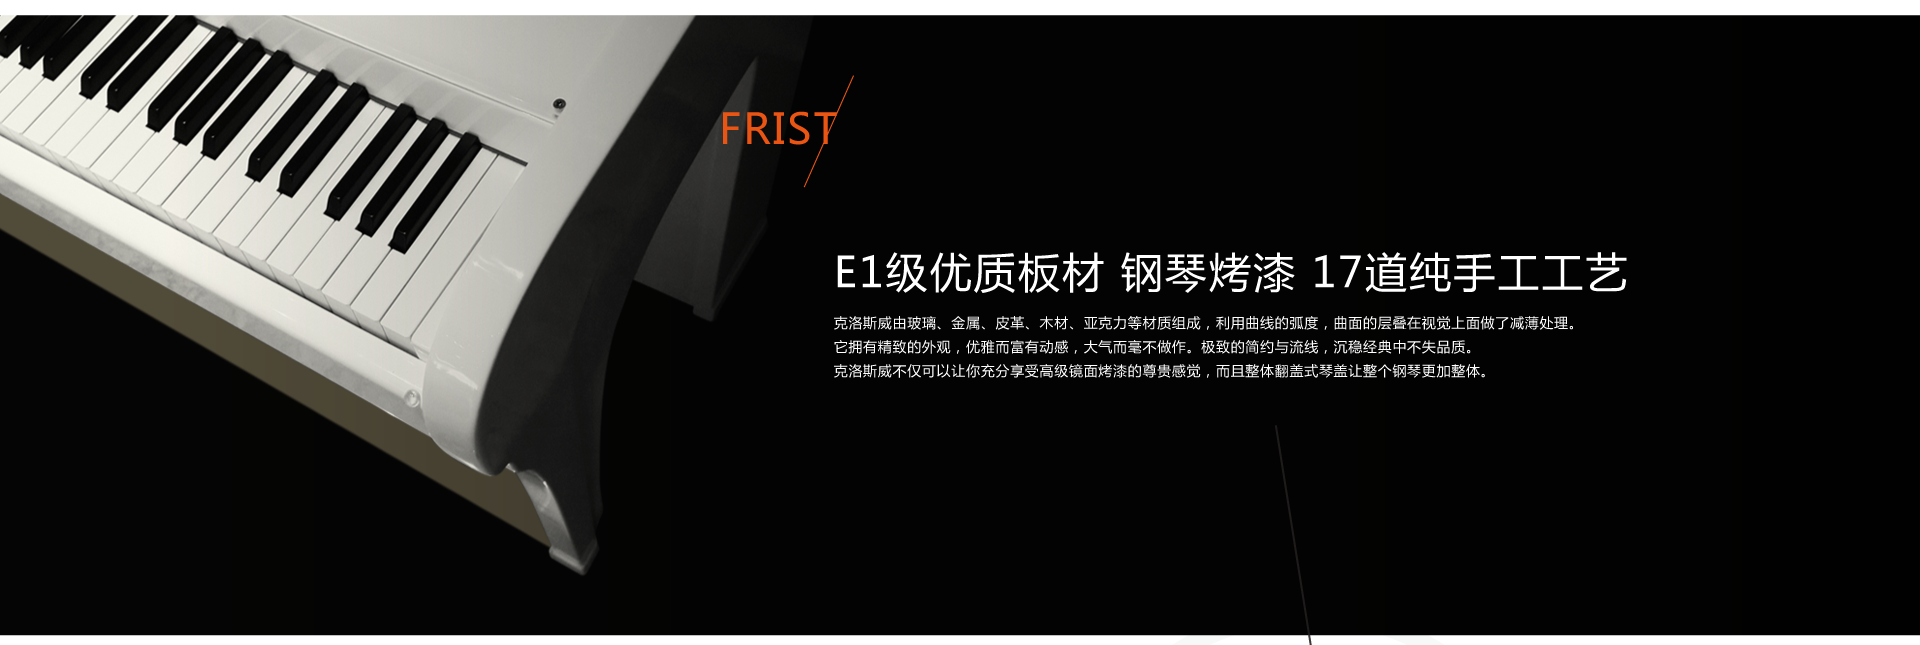 FRIST
E1级优质板材 钢琴烤漆 17道纯手工工艺
克洛斯威由玻璃、金属、皮革、木材、亚克力等材质组成，利用曲线的弧度，曲面的层叠在视觉上面做了减薄处理。
它拥有精致的外观，优雅而富有动感，大气而毫不做作。极致的简约与流线，沉稳经典中不失品质。
克洛斯威不仅可以让你充分享受高级镜面烤漆的尊贵感觉，而且整体翻盖式琴盖让整个钢琴更加整体。